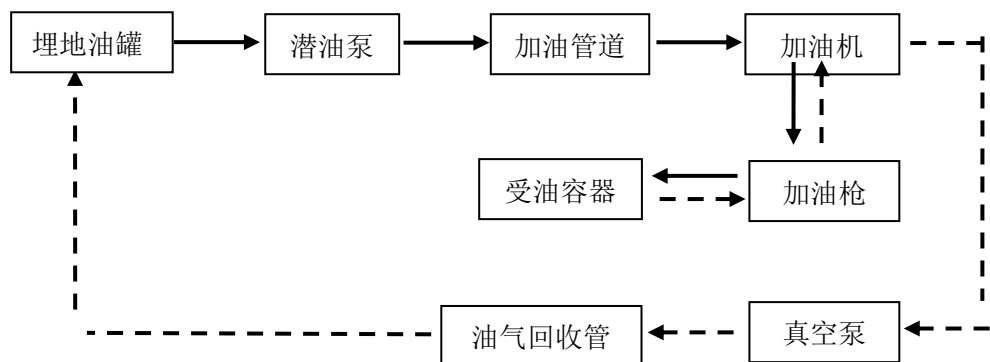 埋地油罐
潜油泵
加油管道
加油机
受油容器
加油枪
油气回收管
真空泵